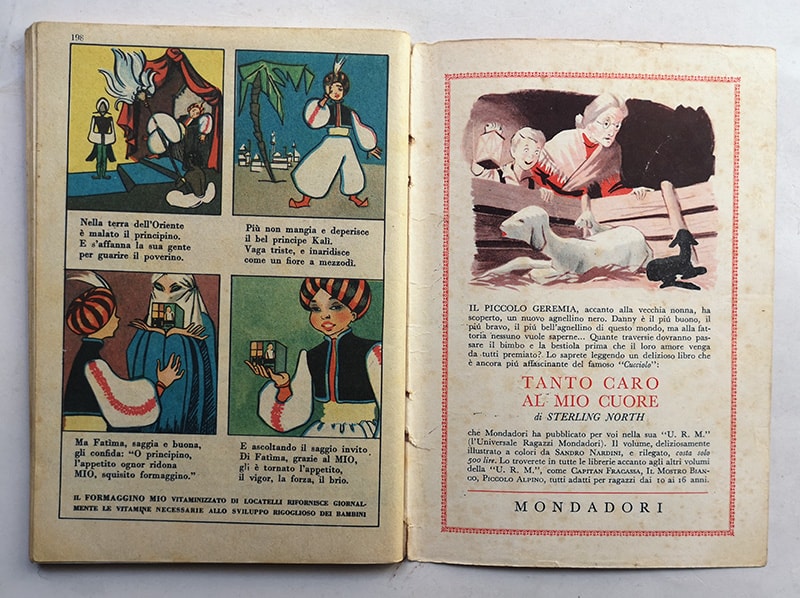 198
Nella terra dell'Oriente
è malato il principino.
E s'affanna la sua gente
per guarire il poverino.
Più non mangia e deperisce
il bel principe Kalì.
Vaga triste, e inaridisce
come un fiore a mezzodì.
Ma Fatima, saggia e buona,
gli confida: "O principino,
l'appetito ognor ridona
MIO, squisito formaggino."
E ascoltando il saggio invito
Di Fatima, grazie al MIO,
gli è tornato l'appetito,
il vigor, la forza, il brio.
IL FORMAGGINO MIO VITAMINIZZATO DI LOCATELLI RIFORNISCE GIORNAL-
MENTE LE VITAMINE NECESSARIE ALLO SVILUPPO RIGOGLIOSO DEI BAMBINI
IL PICCOLO GEREMIA, accanto alla vecchia nonna, ha
scoperto, un nuovo agnellino nero. Danny è il piú buono, il
piú bravo, il piú bell'agnellino di questo mondo, ma alla fat-
toria nessuno vuole saperne... Quante traversie dovranno pas-
sare il bimbo e la bestiola prima che il loro amore venga
da tutti premiato? Lo saprete leggendo un delizioso libro che
è ancora piú affascinante del famoso "Cucciolo":
TANTO CARO
AL MIO CUORE
di STERLING NORTH
che Mondadori ha pubblicato per voi nella sua "U. R. M."
(l'Universale Ragazzi Mondadori). Il volume, deliziosamente
illustrato a colori da SANDRO NARDINI, e rilegato, costa solo
500 lire. Lo troverete in tutte le librerie accanto agli altri volumi
della "U. R. M.", come CAPITAN FRACASSA, IL MOSTRO BIAN-
CO, PICCOLO ALPINO, tutti adatti per ragazzi dai 10 ai 16 anni.
MONDADORI